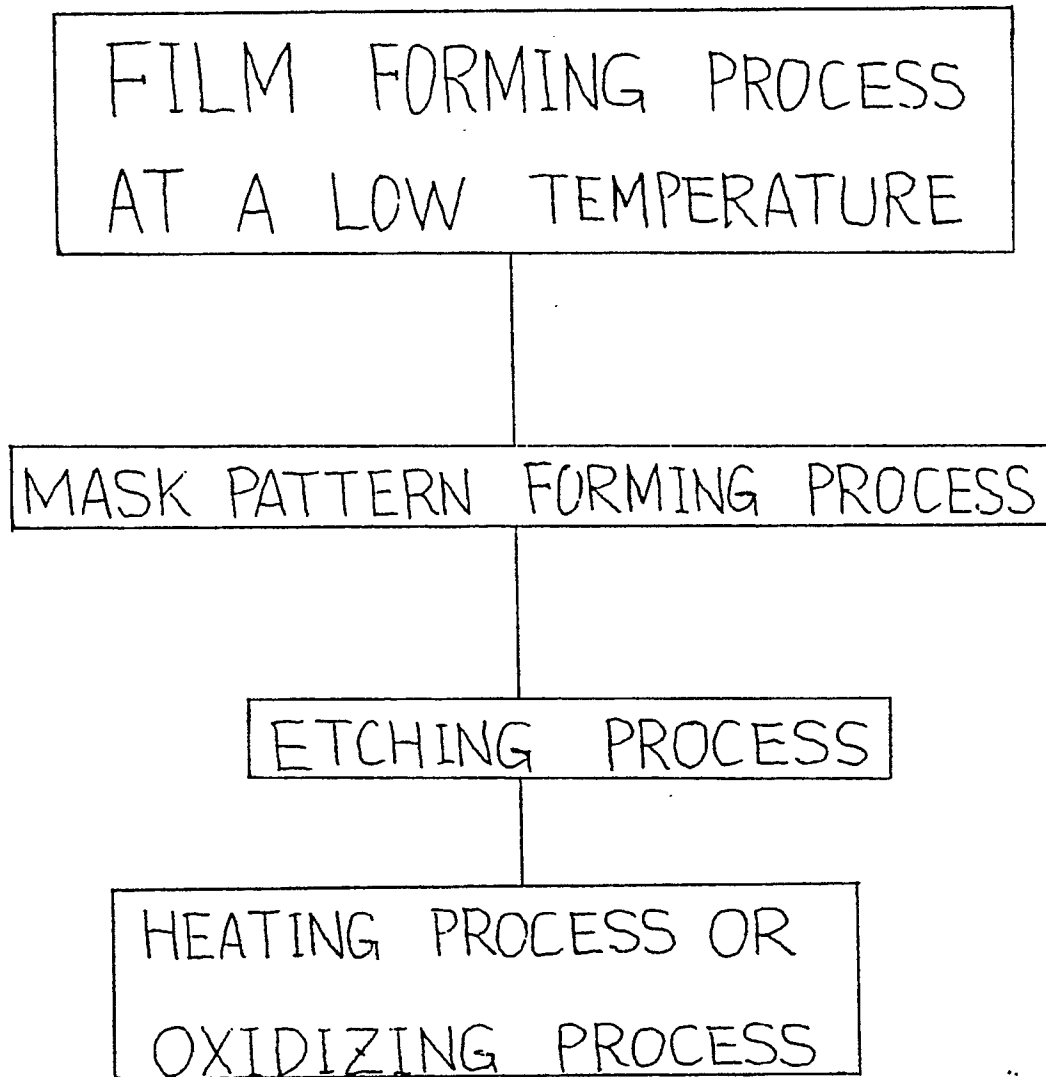 FILM FORMING PROCESS
AT A LOW TEMPERATURE
MASK PATTERN FORMING PROCESS
ETCHING PROCESS
HEATING PROCESS OR
OXIDIZING PROCESS